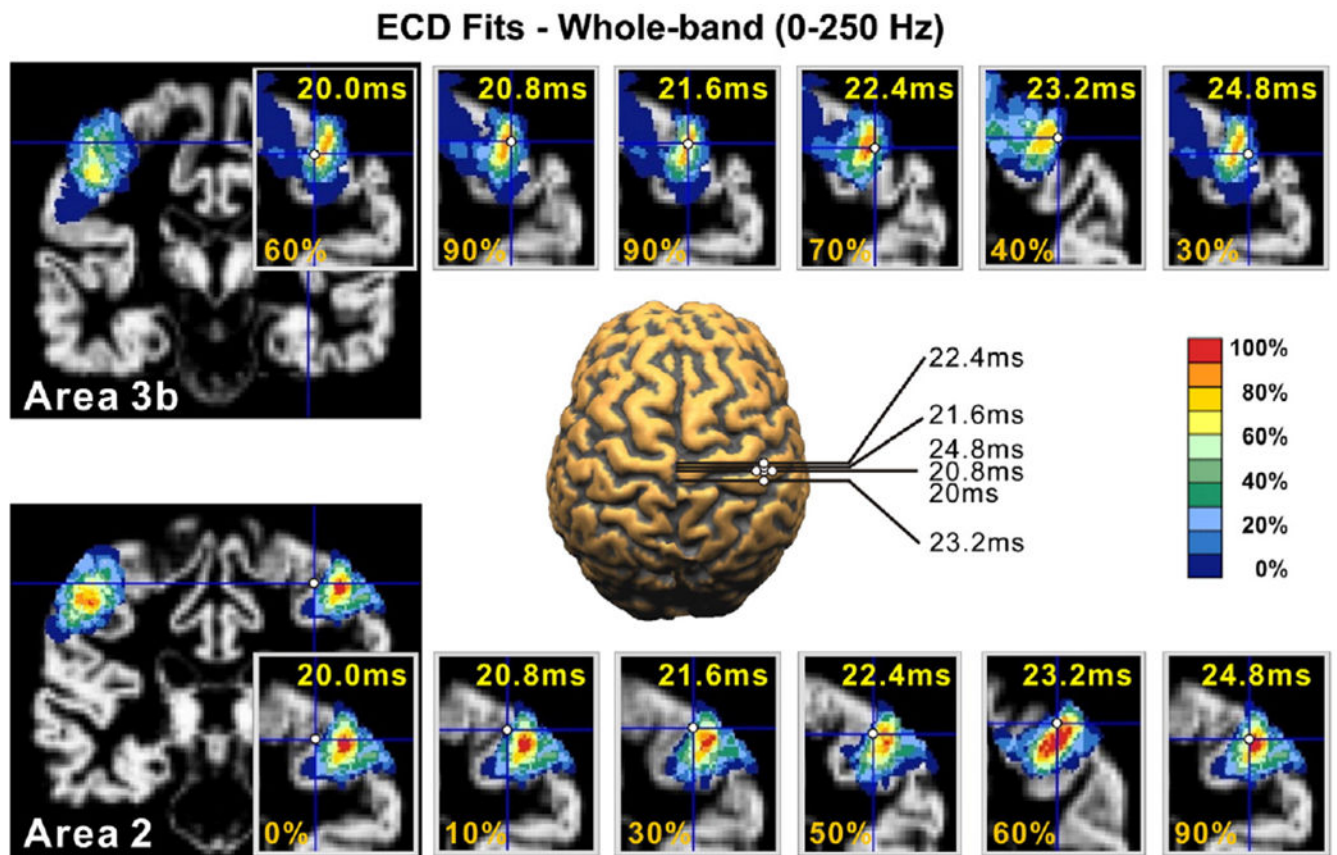 ECD Fits - Whole-band (0-250 Hz)
20.0ms
20.8ms
21.6ms
22.4ms
23.2ms
24.8ms
60%
90%
90%
70%
40%
30%
Area 3b
22.4ms
21.6ms
24.8ms
20.8ms
20ms
23.2ms
100%
80%
60%
40%
20%
0%
20.0ms
20.8ms
21.6ms
22.4ms
23.2ms
24.8ms
0%
10%
30%
50%
60%
90%
Area 2